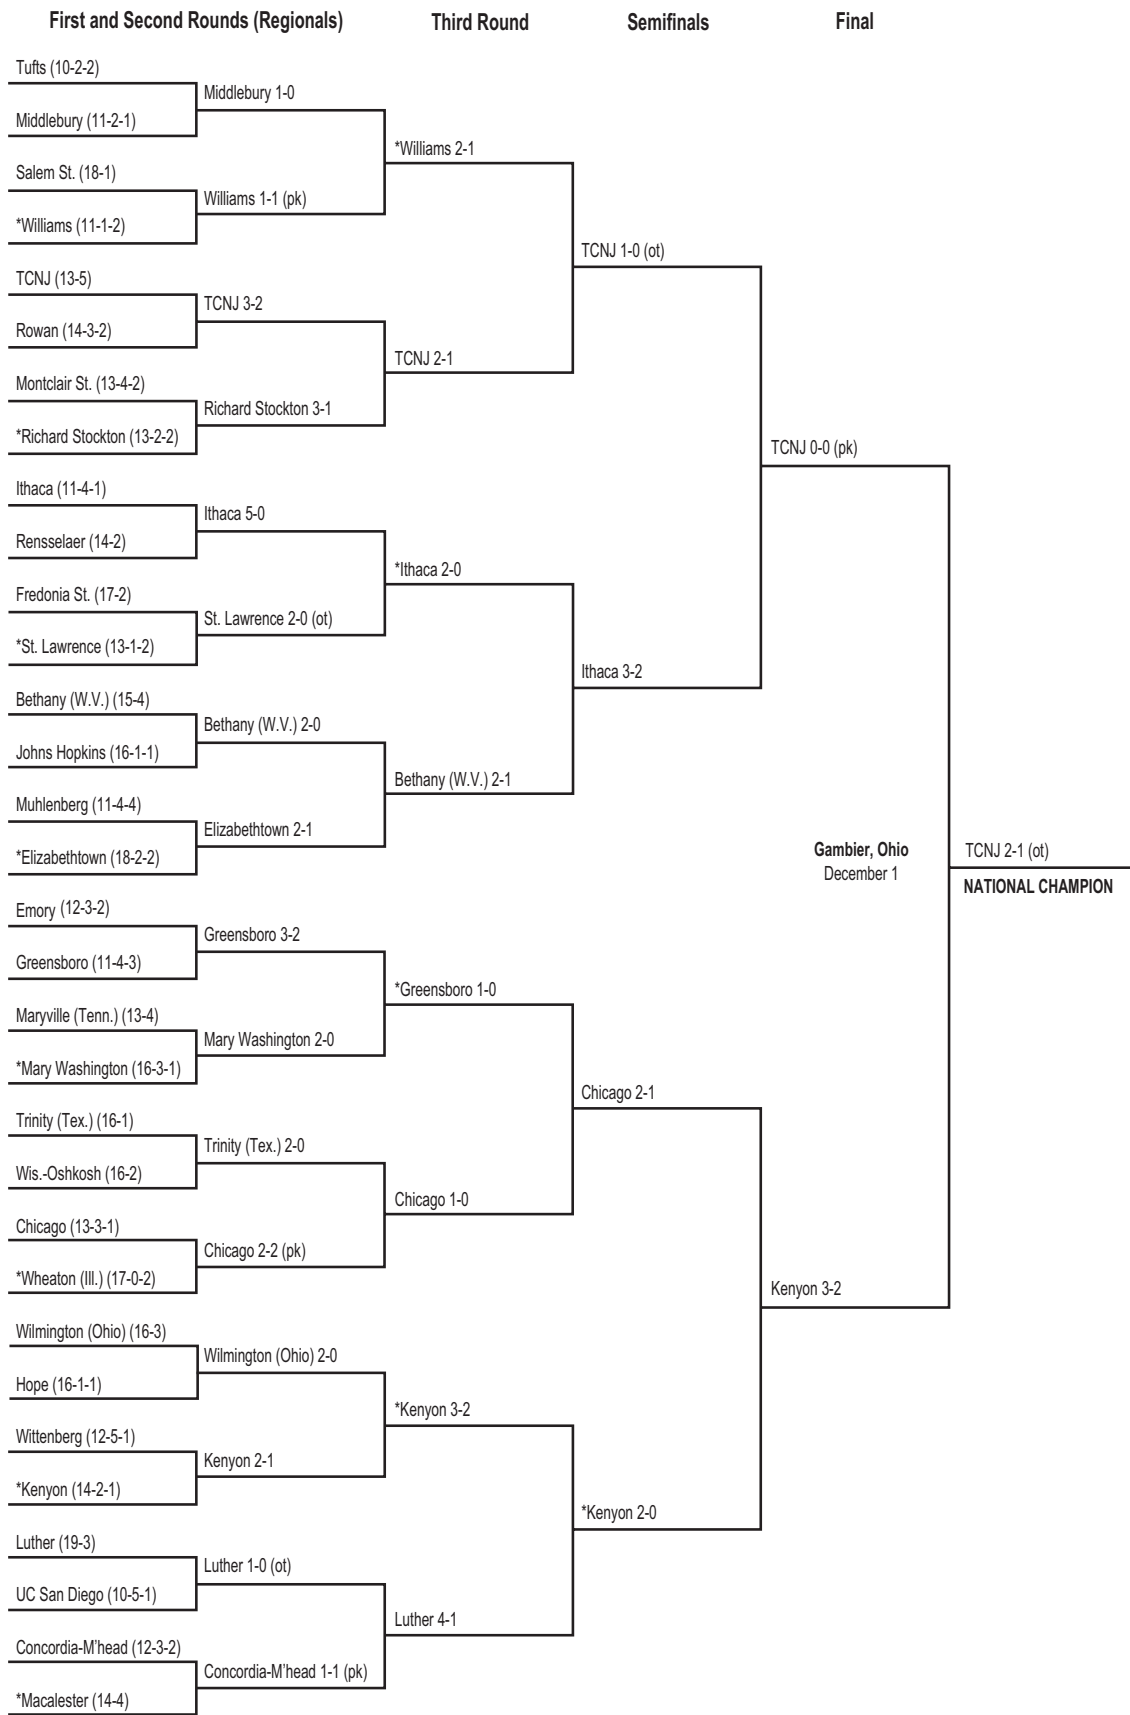 First and Second Rounds (Regionals)
Third Round
Semifinals
Final
Tufts (10-2-2)
Middlebury 1-0
Middlebury (11-2-1)
*Williams 2-1
Salem St. (18-1)
Williams 1-1 (pk)
*Williams (11-1-2)
TCNJ 1-0 (ot)
TCNJ (13-5)
TCNJ 3-2
Rowan (14-3-2)
TCNJ 2-1
Montclair St. (13-4-2)
Richard Stockton 3-1
*Richard Stockton (13-2-2)
TCNJ 0-0 (pk)
Ithaca (11-4-1)
Ithaca 5-0
Rensselaer (14-2)
*Ithaca 2-0
Fredonia St. (17-2)
St. Lawrence 2-0 (ot)
*St. Lawrence (13-1-2)
Ithaca 3-2
Bethany (W.V.) (15-4)
Bethany (W.V.) 2-0
Johns Hopkins (16-1-1)
Bethany (W.V.) 2-1
Muhlenberg (11-4-4)
Elizabethtown 2-1
*Elizabethtown (18-2-2)
Gambier, Ohio
December 1
TCNJ 2-1 (ot)
NATIONAL CHAMPION
Emory (12-3-2)
Greensboro 3-2
Greensboro (11-4-3)
*Greensboro 1-0
Maryville (Tenn.) (13-4)
Mary Washington 2-0
*Mary Washington (16-3-1)
Chicago 2-1
Trinity (Tex.) (16-1)
Trinity (Tex.) 2-0
Wis.-Oshkosh (16-2)
Chicago 1-0
Chicago (13-3-1)
Chicago 2-2 (pk)
*Wheaton (Ill.) (17-0-2)
Kenyon 3-2
Wilmington (Ohio) (16-3)
Wilmington (Ohio) 2-0
Hope (16-1-1)
*Kenyon 3-2
Wittenberg (12-5-1)
Kenyon 2-1
*Kenyon (14-2-1)
*Kenyon 2-0
Luther (19-3)
Luther 1-0 (ot)
UC San Diego (10-5-1)
Luther 4-1
Concordia-M'head (12-3-2)
Concordia-M'head 1-1 (pk)
*Macalester (14-4)